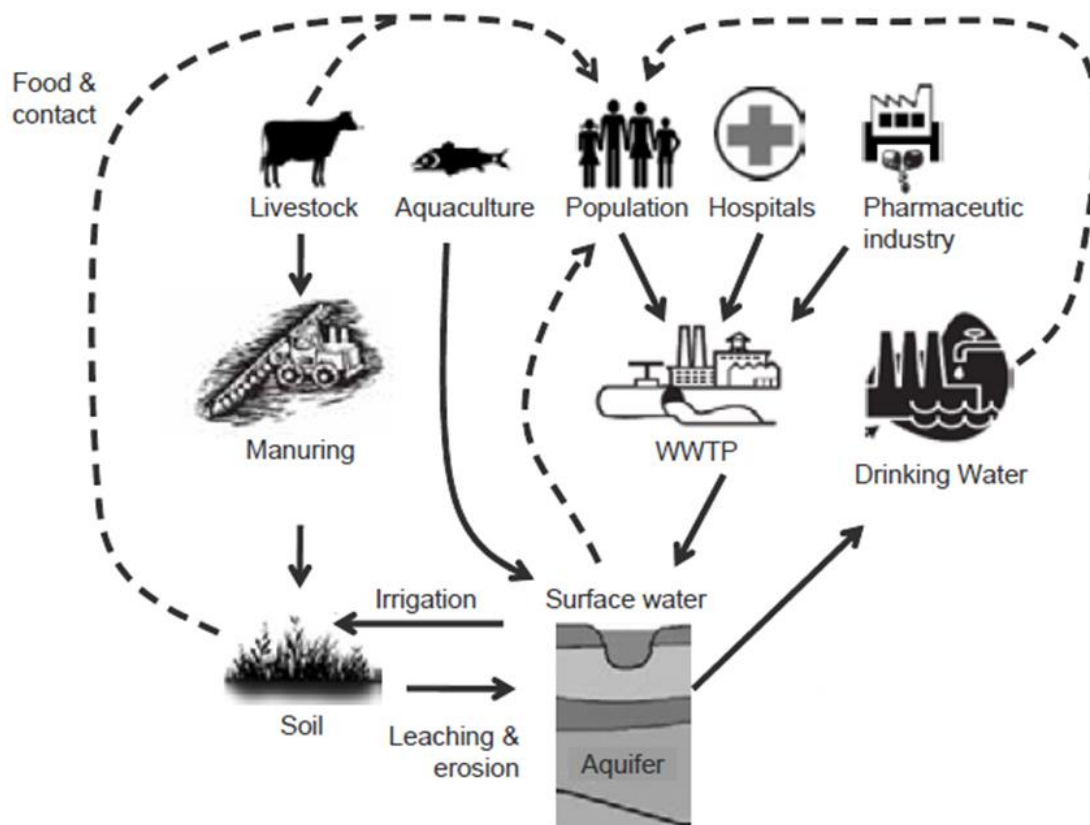 Food &
contact
Livestock
Aquaculture
Population
Hospitals
Pharmaceutic
industry
Manuring
WWTP
Drinking Water
Irrigation
Surface water
Soil
Leaching &
erosion
Aquifer